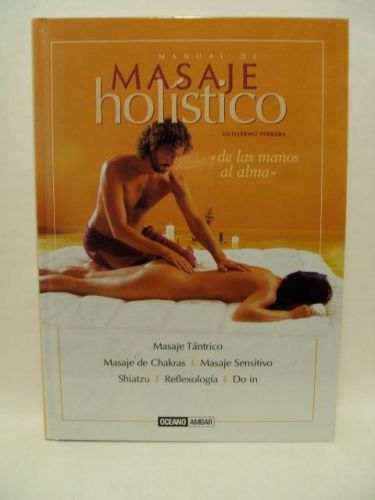 MANUAL DE
MASAJE
holístico
GUILLERMO FERRARA
«de las manos
al alma»
Masaje Tántrico
Masaje de Chakras | Masaje Sensitivo
Shiatzu | Reflexología | Do in
OCEANO AMBAR